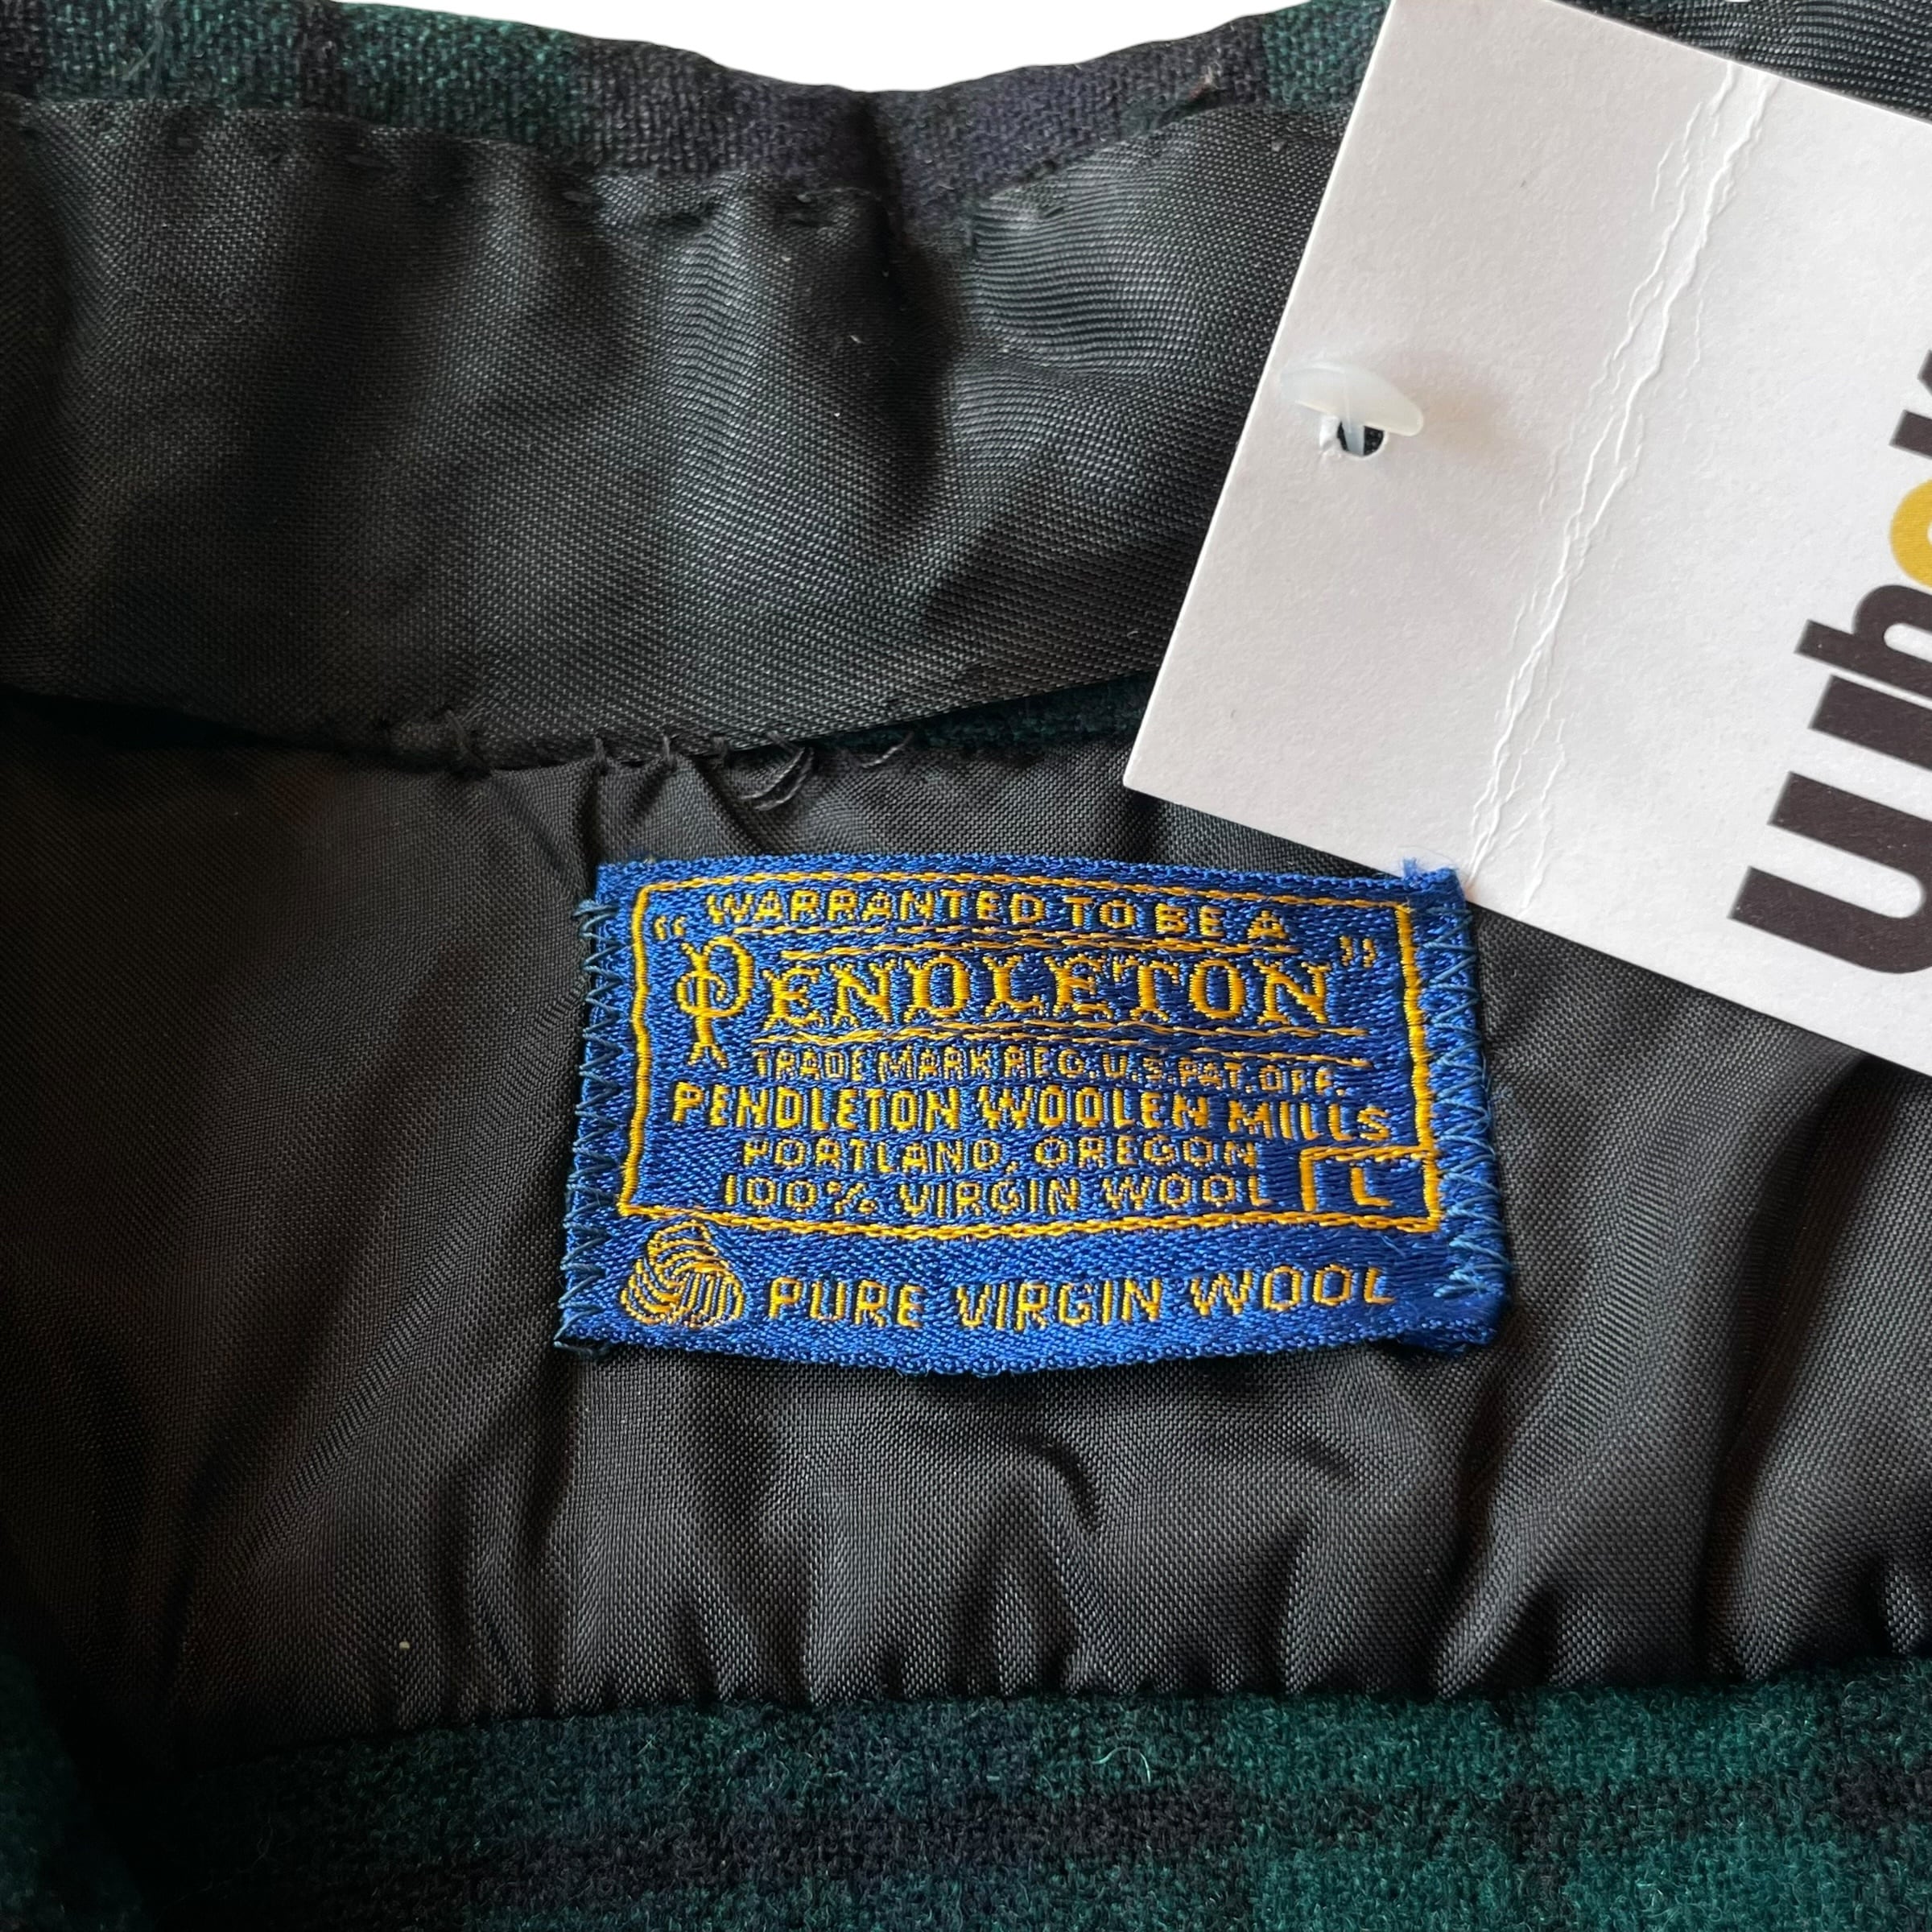 WARRANTED TO BE A
"PENDLETON"
TRADE MARK REG. U.S. PAT. OFF.
PENDLETON WOOLEN MILLS
PORTLAND, OREGON
100% VIRGIN WOOL L
PURE VIRGIN WOOL